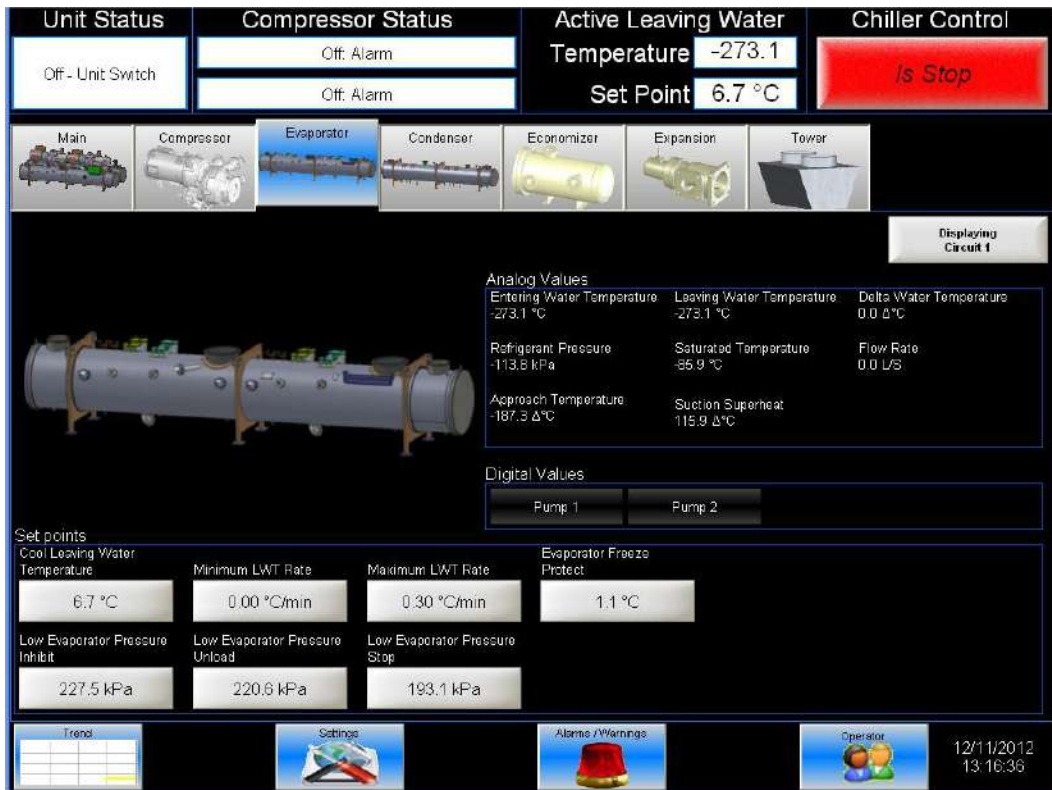 Unit Status
Compressor Status
Active Leaving Water
Chiller Control
Off - Unit Switch
Off: Alarm
Off: Alarm
Temperature -273.1
Set Point 6.7 °C
Is Stop
Main
Compressor
Evaporator
Condenser
Economizer
Expansion
Tower
Displaying
Circuit 1
Analog Values
Entering Water Temperature Leaving Water Temperature Delta Water Temperature
-273.1 °C -273.1 °C 0.0 Δ°C
Refrigerant Pressure Saturated Temperature Flow Rate
-113.8 kPa -85.9 °C 0.0 L/S
Approach Temperature Suction Superheat
-187.3 Δ°C 115.9 Δ°C
Digital Values
Pump 1 Pump 2
Set points
Cool Leaving Water
Temperature
Minimum LWT Rate
Maximum LWT Rate
Evaporator Freeze
Protect
6.7 °C 0.00 °C/min 0.30 °C/min 1.1 °C
Low Evaporator Pressure
Inhibit
Low Evaporator Pressure
Unload
Low Evaporator Pressure
Stop
227.5 kPa 220.6 kPa 193.1 kPa
Trend
Settings
Alarms / Warnings
Operator
12/11/2012
13:16:36